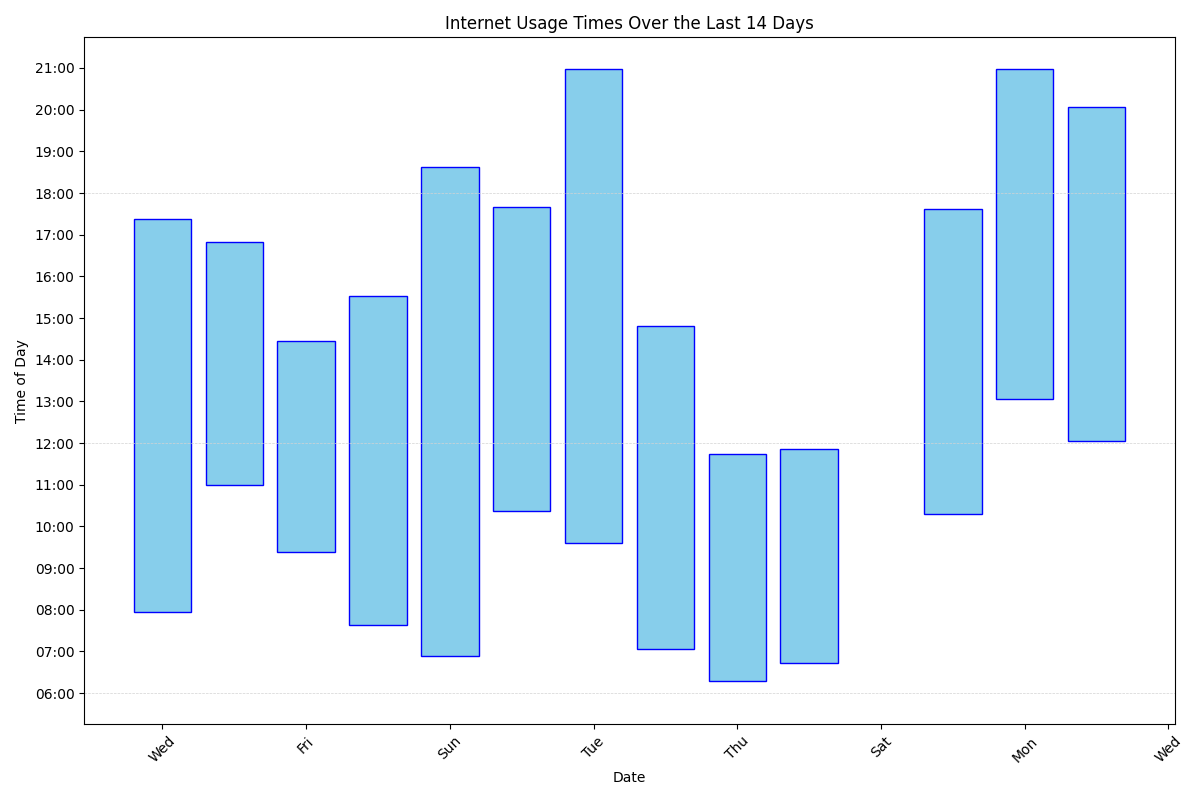 Internet Usage Times Over the Last 14 Days
Time of Day
21:00
20:00
19:00
18:00
17:00
16:00
15:00
14:00
13:00
12:00
11:00
10:00
09:00
08:00
07:00
06:00
Wed
Fri
Sun
Tue
Thu
Sat
Mon
Wed
Date